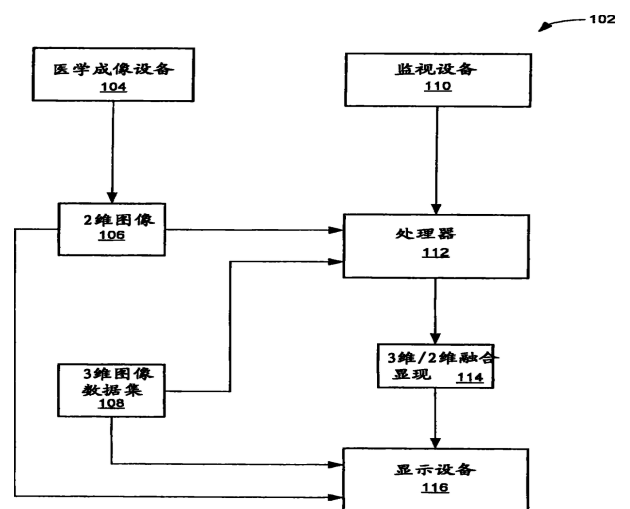 102
医学成像设备
104
监视设备
110
2维图像
106
处理器
112
3维/2维融合
显现 114
3维图像
数据集
108
显示设备
116